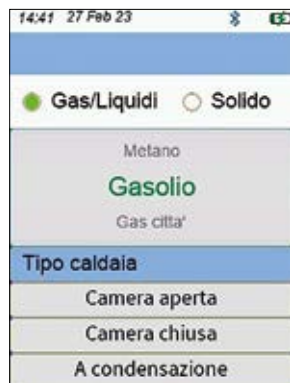 14:41 27 Feb 23
Gas/Liquidi Solido
Metano
Gasolio
Gas citta'
Tipo caldaia
Camera aperta
Camera chiusa
A condensazione